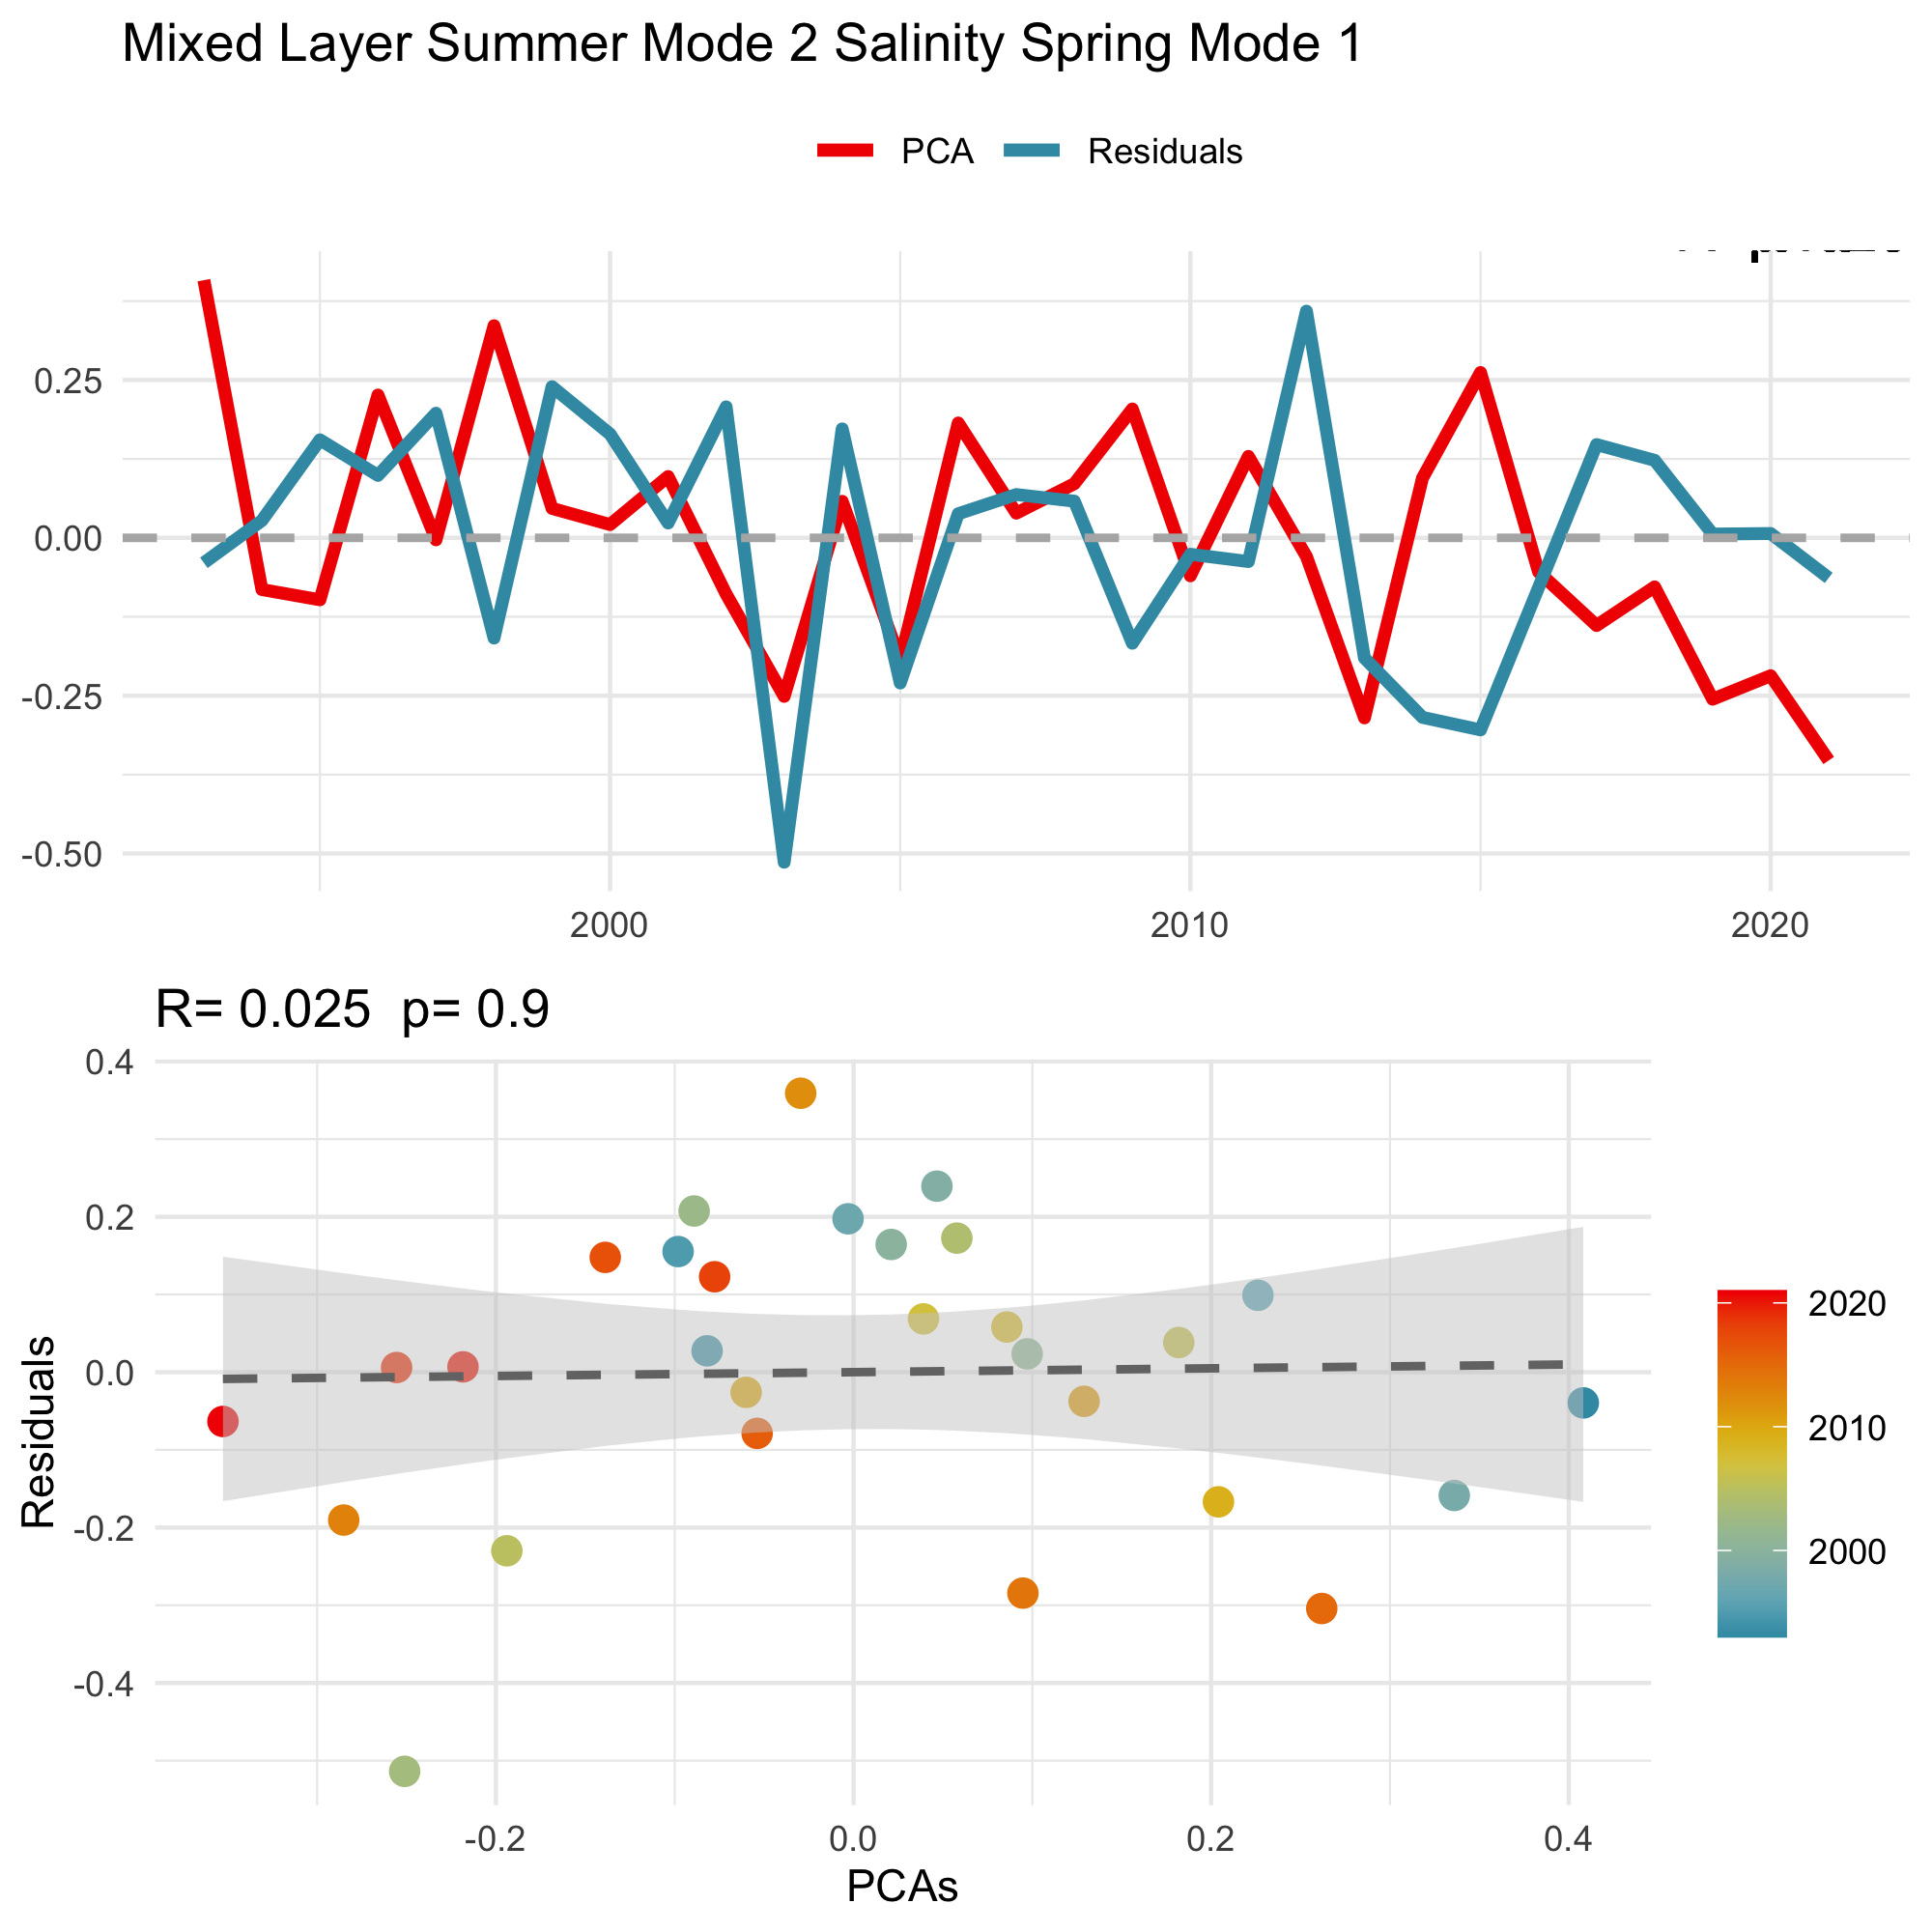 Mixed Layer Summer Mode 2 Salinity Spring Mode 1
PCA Residuals
0.25
0.00
-0.25
-0.50
2000 2010 2020
R= 0.025 p= 0.9
0.4
0.2
0.0
-0.2
-0.4
Residuals
-0.2 0.0 0.2 0.4
PCAs
2020
2010
2000